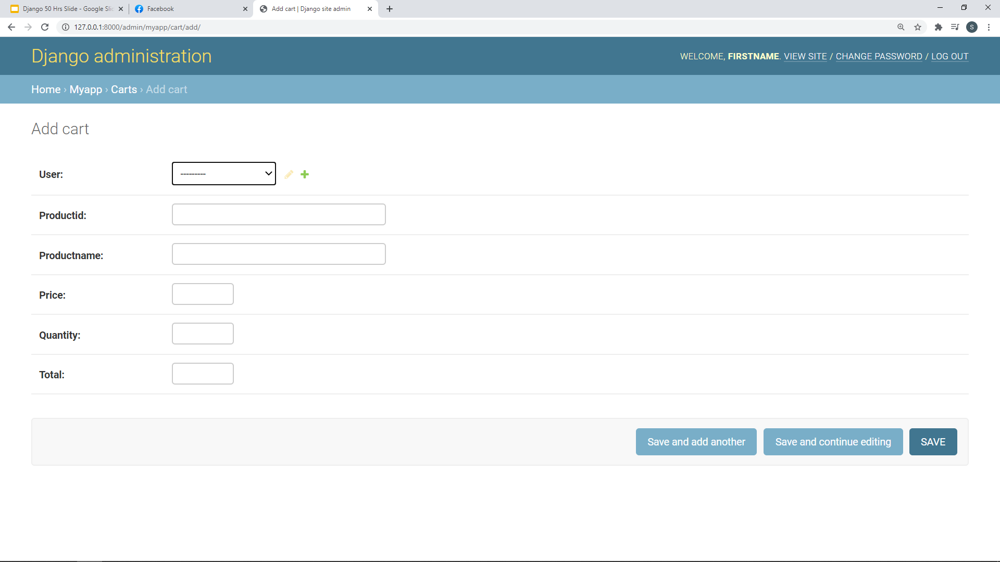 Django 50 Hrs Slide - Google Slic
Facebook
Add cart | Django site admin
127.0.0.1:8000/admin/myapp/cart/add/
S
Django administration
WELCOME, FIRSTNAME. VIEW SITE / CHANGE PASSWORD / LOG OUT
Home › Myapp › Carts › Add cart
Add cart
User:
---------
Productid:
Productname:
Price:
Quantity:
Total:
Save and add another
Save and continue editing
SAVE